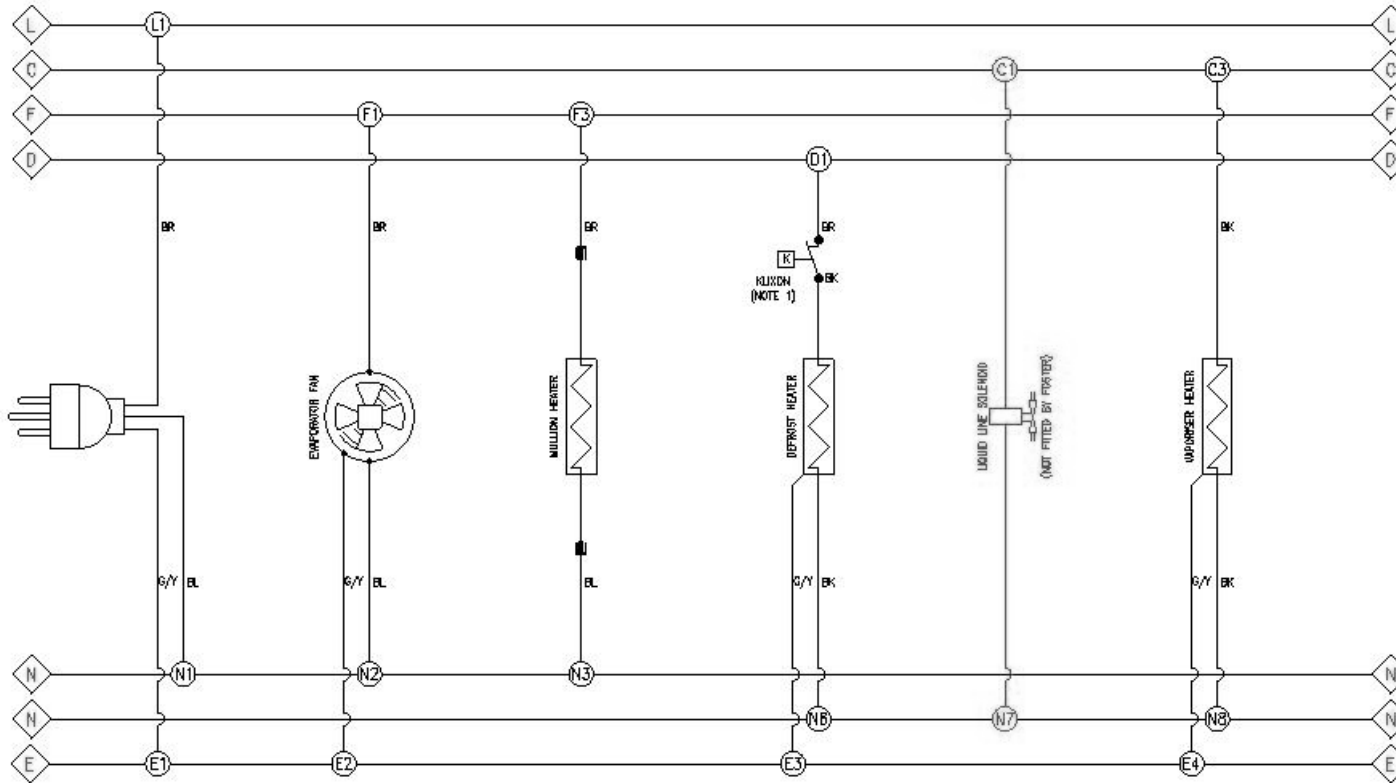 L L1 L
C C1 C3 C
F F1 F3 F
D D1 D
BR BR BR BR BK
K BK
KLIXON
(NOTE 1)
EVAPORATOR FAN
MULLION HEATER
DEFROST HEATER
LIQUID LINE SOLENOID
(NOT FITTED BY FOSTER)
VAPORISER HEATER
G/Y BL G/Y BL BL G/Y BK G/Y BK
N N1 N2 N3 N
N N6 N7 N8 N
E E1 E2 E3 E4 E